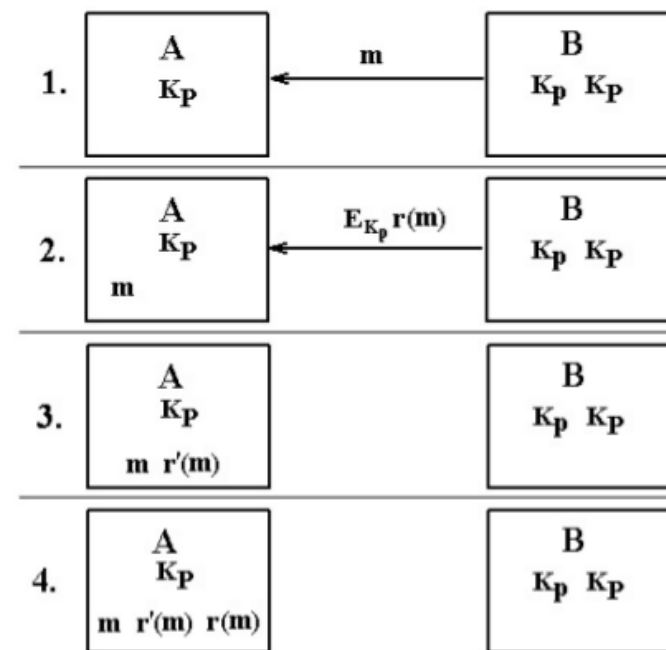 A B
1. K_P m K_p K_P
A B
2. K_P E_{K_p} r(m) K_p K_P
m
A B
3. K_P K_p K_P
m r'(m)
A B
4. K_P K_p K_P
m r'(m) r(m)